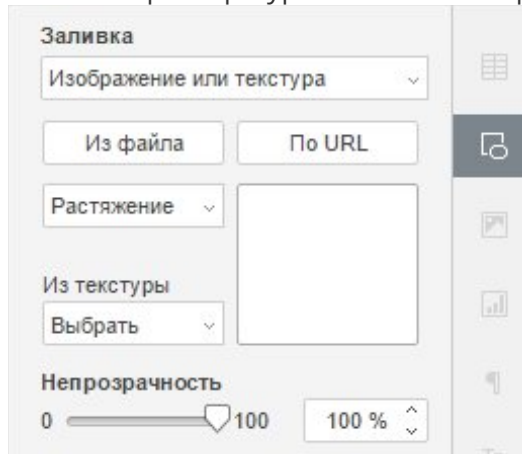 Заливка
Изображение или текстура
Из файла
По URL
Растяжение
Из текстуры
Выбрать
Непрозрачность
0
100
100 %